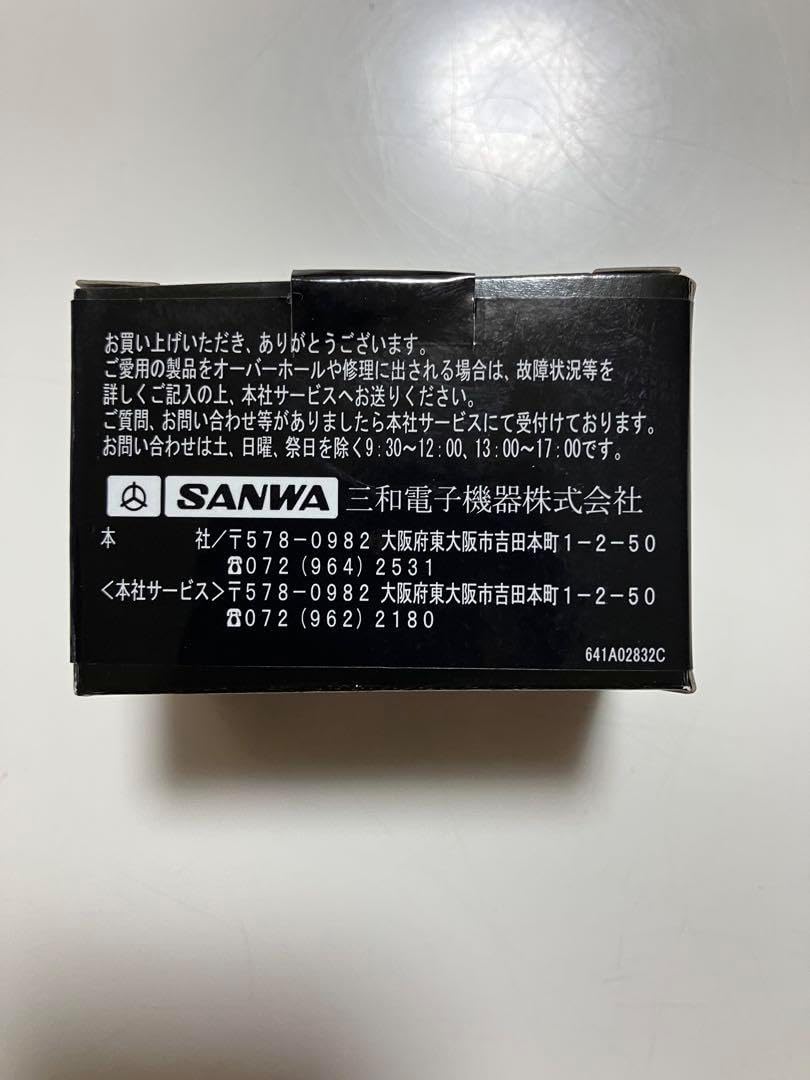 お買い上げいただき、ありがとうございます。
ご愛用の製品をオーバーホールや修理に出される場合は、故障状況等を
詳しくご記入の上、本社サービスへお送りください。
ご質問、お問い合わせ等がありましたら本社サービスにて受付けております。
お問い合わせは土、日曜、祭日を除く9:30〜12:00、13:00〜17:00です。
SANWA 三和電子機器株式会社
本 社/〒578-0982 大阪府東大阪市吉田本町1-2-50
☎072(964)2531
<本社サービス>〒578-0982 大阪府東大阪市吉田本町1-2-50
☎072(962)2180
641A02832C